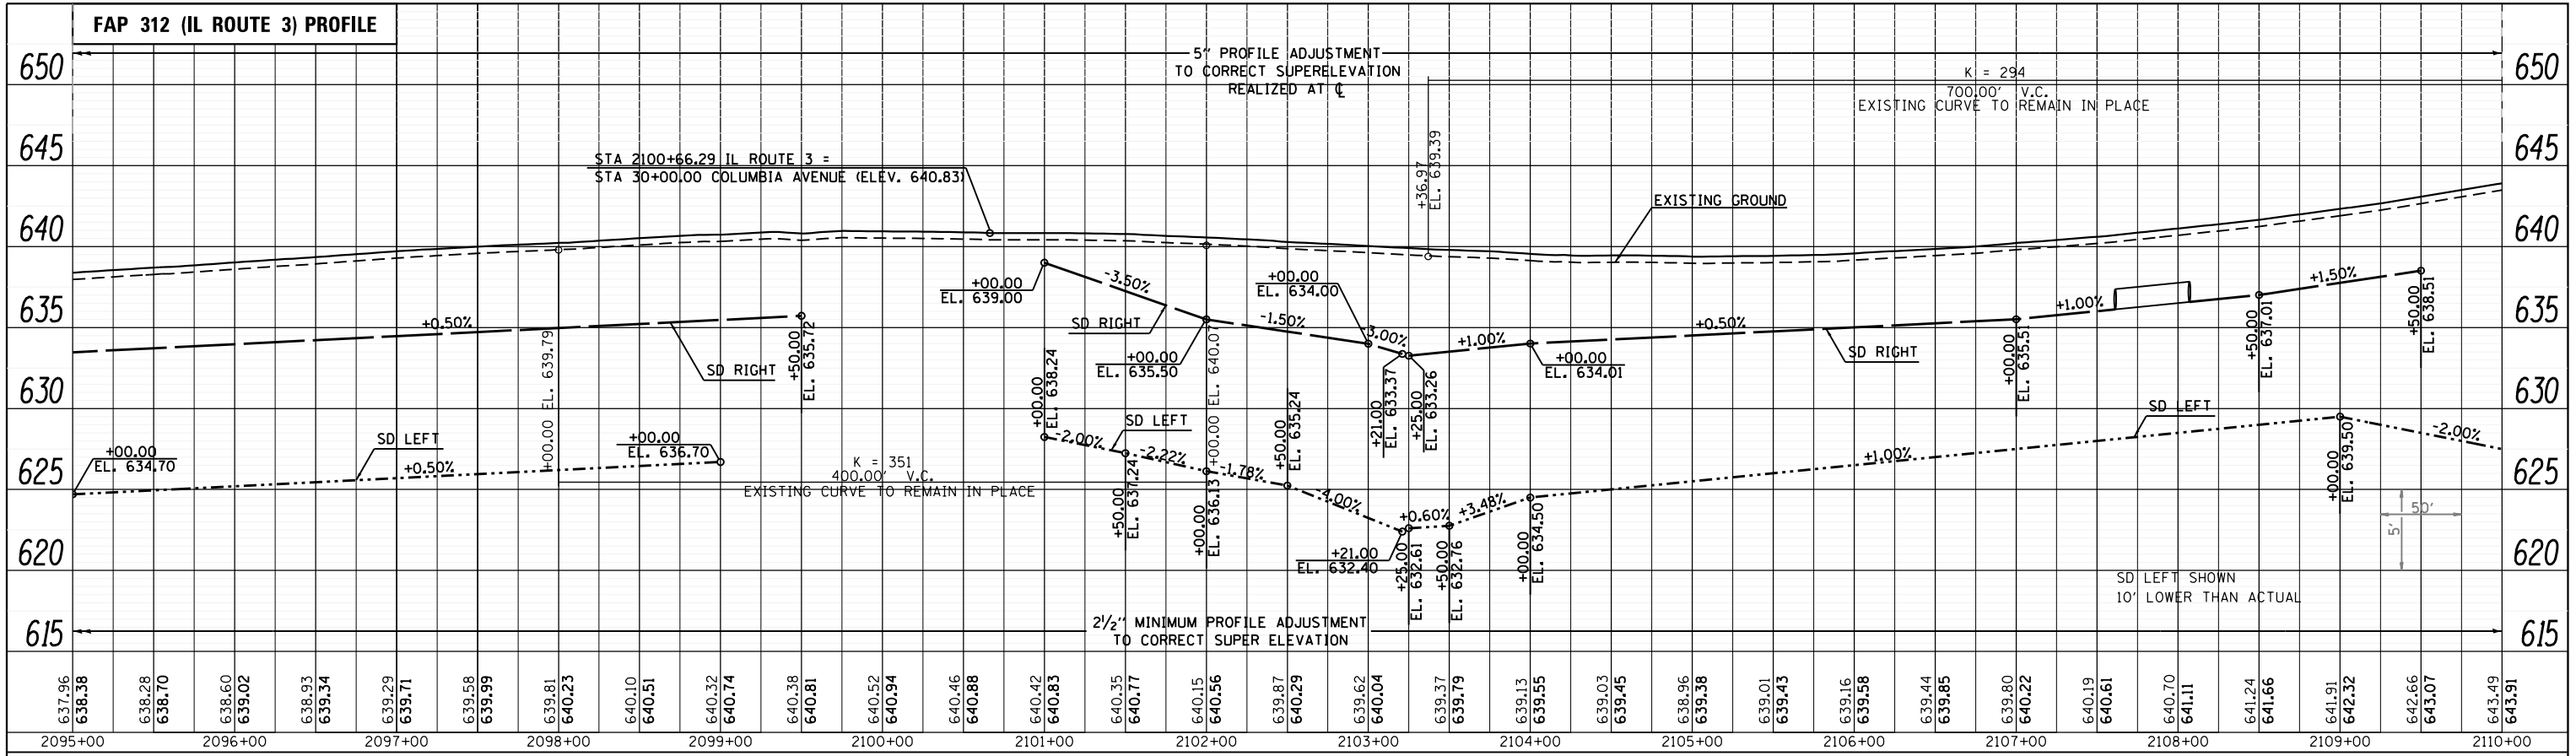 FAP 312 (IL ROUTE 3) PROFILE
5" PROFILE ADJUSTMENT
TO CORRECT SUPERELEVATION
REALIZED AT ℄
650
650
K = 294
700.00' V.C.
EXISTING CURVE TO REMAIN IN PLACE
645
645
STA 2100+66.29 IL ROUTE 3 =
STA 30+00.00 COLUMBIA AVENUE (ELEV. 640.83)
+36.97
EL. 639.39
EXISTING GROUND
640
640
+00.00
EL. 639.00
-3.50%
+00.00
EL. 634.00
+1.00%
+1.50%
635
635
+0.50%
SD RIGHT
-1.50%
-3.00%
+1.00%
+0.50%
SD RIGHT
+00.00 EL. 639.79
SD RIGHT
+50.00
EL. 635.72
+00.00
EL. 638.24
+00.00
EL. 635.50
+00.00 EL. 640.07
+00.00
EL. 634.01
+00.00
EL. 635.51
+50.00
EL. 637.01
+50.00
EL. 638.51
630
630
+21.00
EL. 633.37
+25.00
EL. 633.26
+00.00
EL. 634.70
SD LEFT
+0.50%
+00.00
EL. 636.70
SD LEFT
-2.00%
-2.22%
-1.78%
+50.00
EL. 635.24
SD LEFT
-2.00%
K = 351
400.00' V.C.
EXISTING CURVE TO REMAIN IN PLACE
+1.00%
625
625
+50.00
EL. 637.24
+00.00
EL. 636.13
-4.00%
+0.60%
+3.48%
+00.00
EL. 639.50
50'
5'
620
620
+21.00
EL. 632.40
+25.00
EL. 632.61
+50.00
EL. 632.76
+00.00
EL. 634.50
SD LEFT SHOWN
10' LOWER THAN ACTUAL
615
615
2½" MINIMUM PROFILE ADJUSTMENT
TO CORRECT SUPER ELEVATION
637.96
638.38
638.28
638.70
638.60
639.02
638.93
639.34
639.29
639.71
639.58
639.99
639.81
640.23
640.10
640.51
640.32
640.74
640.38
640.81
640.52
640.94
640.46
640.88
640.42
640.83
640.35
640.77
640.15
640.56
639.87
640.29
639.62
640.04
639.37
639.79
639.13
639.55
639.03
639.45
638.96
639.38
639.01
639.43
639.16
639.58
639.44
639.85
639.80
640.22
640.19
640.61
640.70
641.11
641.24
641.66
641.91
642.32
642.66
643.07
643.49
643.91
2095+00
2096+00
2097+00
2098+00
2099+00
2100+00
2101+00
2102+00
2103+00
2104+00
2105+00
2106+00
2107+00
2108+00
2109+00
2110+00